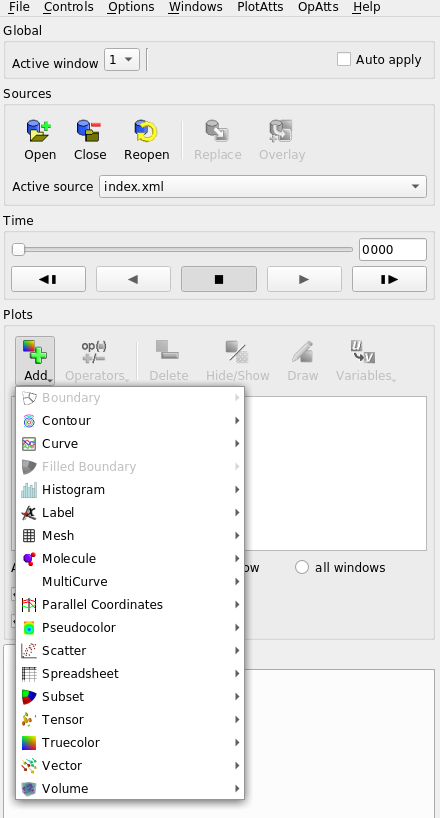 File Controls Options Windows PlotAtts OpAtts Help
Global
Active window 1 Auto apply
Sources
Open Close Reopen Replace Overlay
Active source index.xml
Time
0000
Plots
op()
+/-
U
V
Add Operators Delete Hide/Show Draw Variables
Boundary
Contour
Curve
Filled Boundary
Histogram
Label
Mesh
Molecule
all windows
MultiCurve
Parallel Coordinates
Pseudocolor
Scatter
Spreadsheet
Subset
Tensor
Truecolor
Vector
Volume